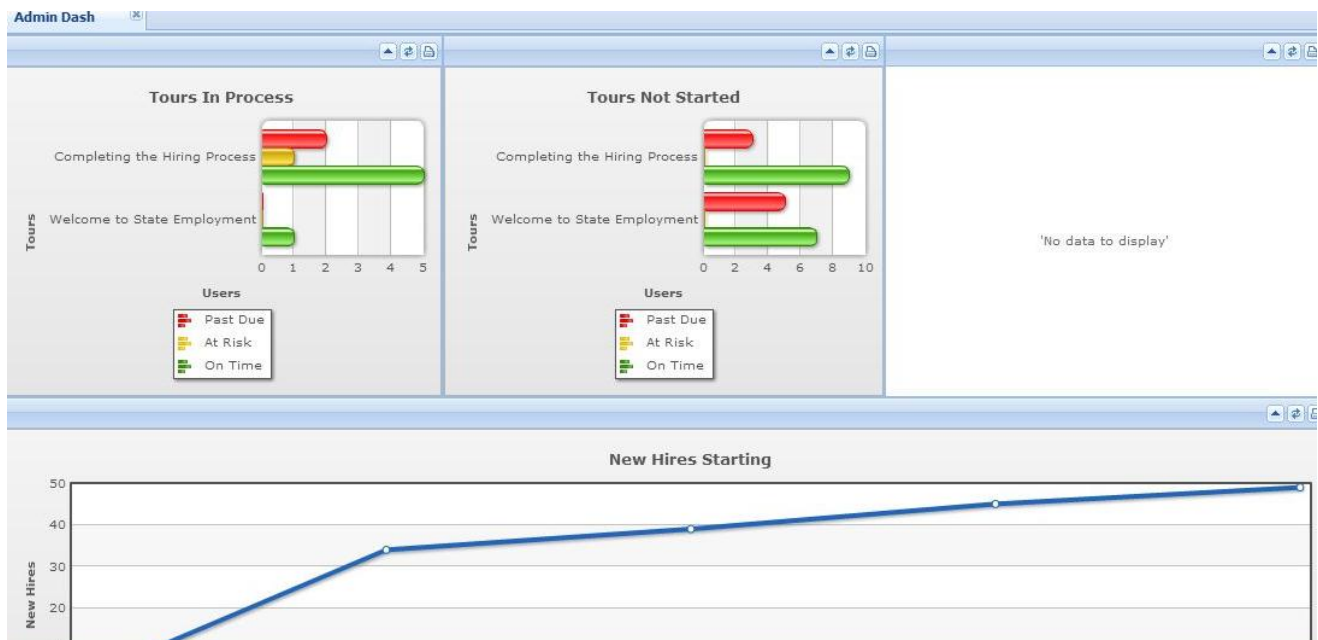 Admin Dash
Tours In Process
Completing the Hiring Process
Welcome to State Employment
Tours
0 1 2 3 4 5
Users
Past Due
At Risk
On Time
Tours Not Started
Completing the Hiring Process
Welcome to State Employment
Tours
0 2 4 6 8 10
Users
Past Due
At Risk
On Time
'No data to display'
New Hires Starting
50
40
30
20
New Hires